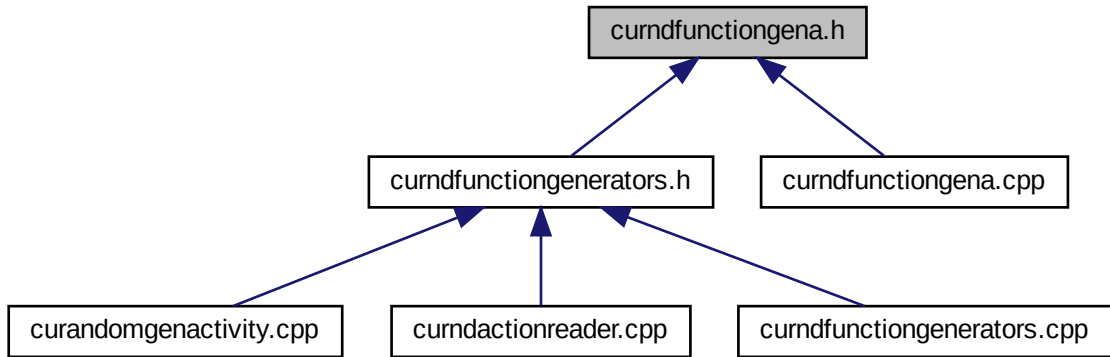 curndfunctiongena.h
curndfunctiongenerators.h
curndfunctiongena.cpp
curandomgenactivity.cpp
curndactionreader.cpp
curndfunctiongenerators.cpp